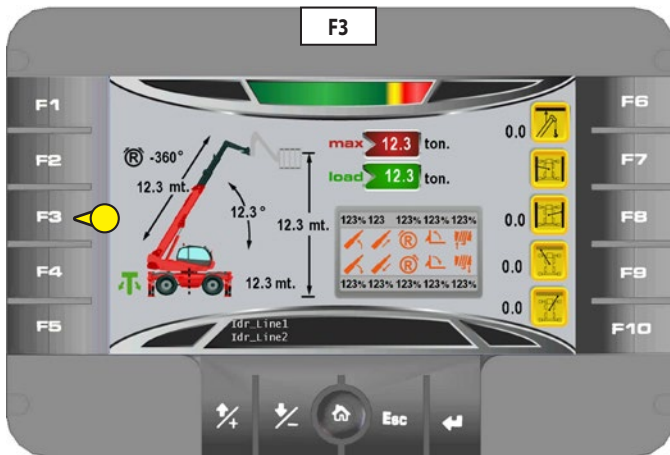 F3
F1
F2
F3
F4
F5
F6
F7
F8
F9
F10
R -360°
12.3 mt.
12.3 °
12.3 mt.
12.3 mt.
max 12.3 ton.
load 12.3 ton.
123% 123 123% 123% 123%
R
R
123% 123% 123% 123% 123%
0.0
0.0
0.0
0.0
Idr_Line1
Idr_Line2
+
-
Esc